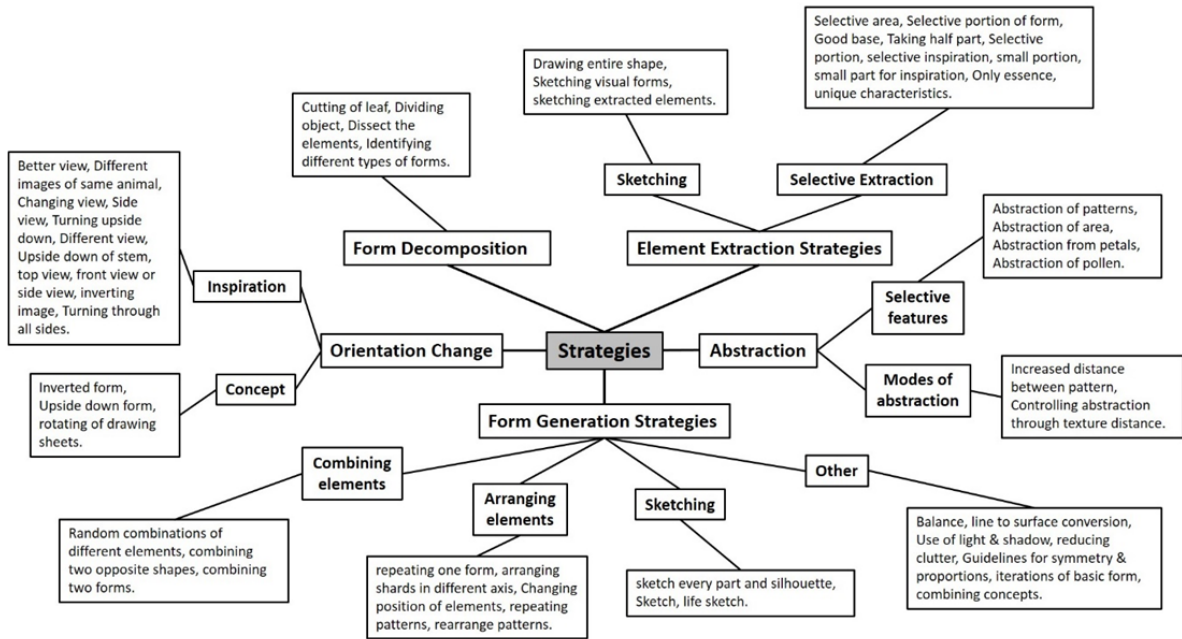 Selective area, Selective portion of form,
Good base, Taking half part, Selective
portion, selective inspiration, small portion,
small part for inspiration, Only essence,
unique characteristics.
Drawing entire shape,
Sketching visual forms,
sketching extracted elements.
Cutting of leaf, Dividing
object, Dissect the
elements, Identifying
different types of forms.
Better view, Different
images of same animal,
Changing view, Side
view, Turning upside
down, Different view,
Upside down of stem,
top view, front view or
side view, inverting
image, Turning through
all sides.
Sketching
Selective Extraction
Form Decomposition
Element Extraction Strategies
Abstraction of patterns,
Abstraction of area,
Abstraction from petals,
Abstraction of pollen.
Inspiration
Selective
features
Orientation Change
Strategies
Abstraction
Concept
Modes of
abstraction
Inverted form,
Upside down form,
rotating of drawing
sheets.
Increased distance
between pattern,
Controlling abstraction
through texture distance.
Form Generation Strategies
Combining
elements
Arranging
elements
Sketching
Other
Random combinations of
different elements, combining
two opposite shapes, combining
two forms.
repeating one form, arranging
shards in different axis, Changing
position of elements, repeating
patterns, rearrange patterns.
sketch every part and silhouette,
Sketch, life sketch.
Balance, line to surface conversion,
Use of light & shadow, reducing
clutter, Guidelines for symmetry &
proportions, iterations of basic form,
combining concepts.